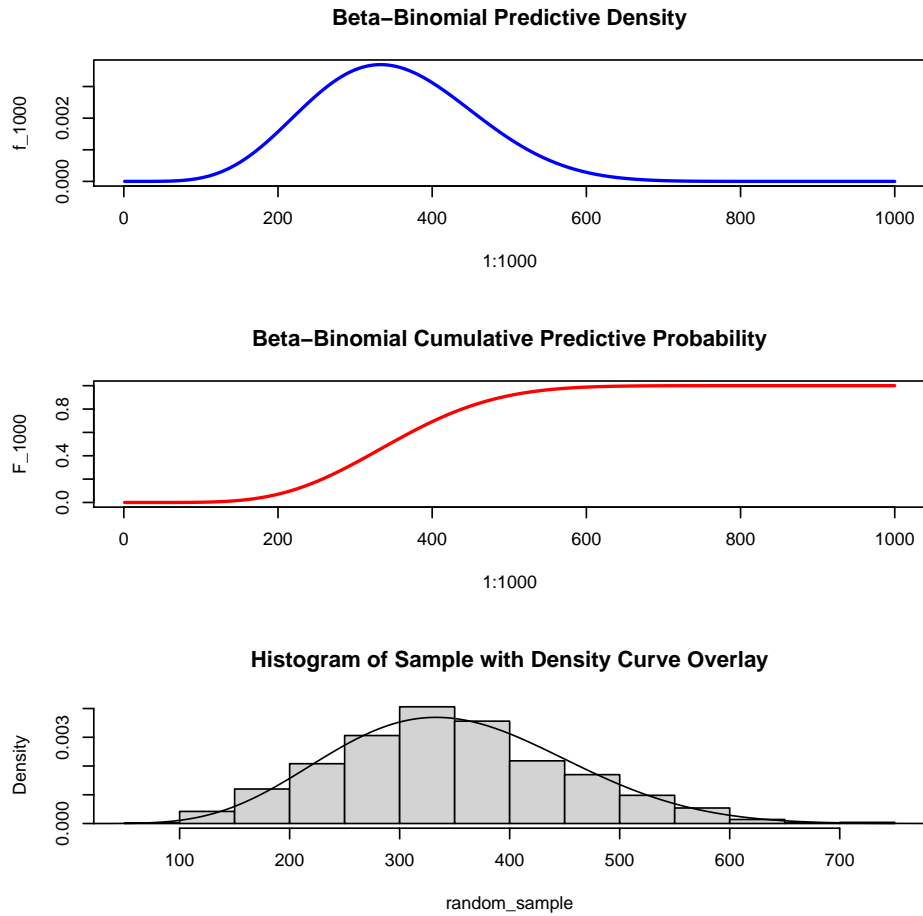 Beta−Binomial Predictive Density
f_1000
0.002
0.000
0 200 400 600 800 1000
1:1000
Beta−Binomial Cumulative Predictive Probability
F_1000
0.8
0.4
0.0
0 200 400 600 800 1000
1:1000
Histogram of Sample with Density Curve Overlay
Density
0.003
0.000
100 200 300 400 500 600 700
random_sample